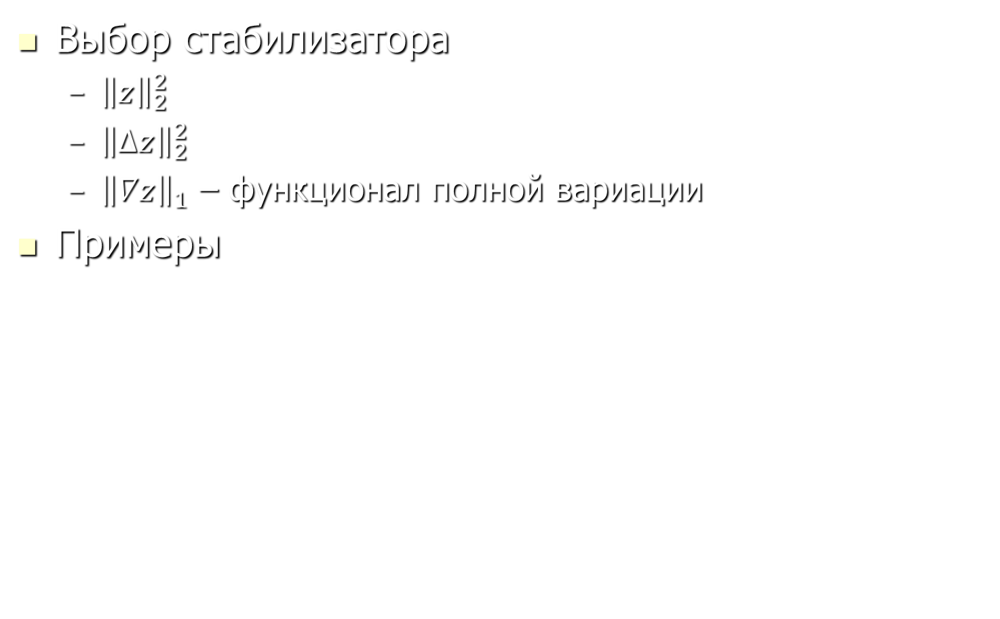 Выбор стабилизатора
– ‖z‖₂²
– ‖Δz‖₂²
– ‖∇z‖₁ – функционал полной вариации
Примеры